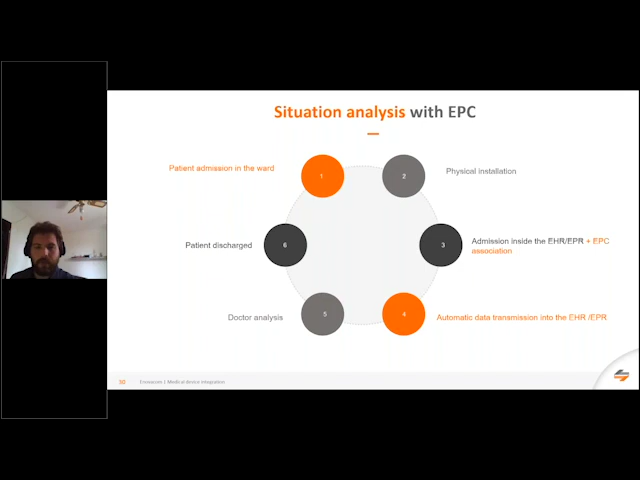 Situation analysis with EPC
Patient admission in the ward
1
2
Physical installation
Patient discharged
6
3
Admission inside the EHR/EPR + EPC
association
Doctor analysis
5
4
Automatic data transmission into the EHR /EPR
30
| Medical device integration